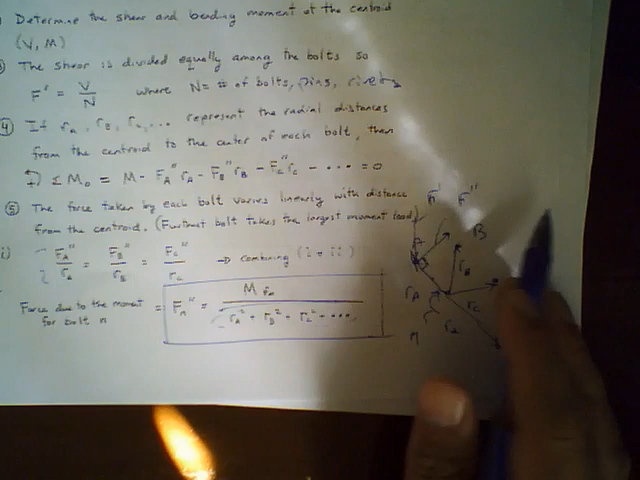 Determine the shear and bending moment at the centroid
(V, M)
The shear is divided equally among the bolts so
F' = V/N where N = # of bolts, pins, rivets
④ If rA, rB, rC, ... represent the radial distances
from the centroid to the center of each bolt, then
Σ Mo = M - FA'' rA - FB'' rB - FC'' rC - ... = 0
⑤ The force taken by each bolt varies linearly with distance
from the centroid. (Furthest bolt takes the largest moment load)
i) FA''/rA = FB''/rB = FC''/rC → combining (i + ii)
Force due to the moment = Fn'' = M rn / rA² + rB² + rC² + ...
for bolt n
F' F''
B
rB
rA rC
M